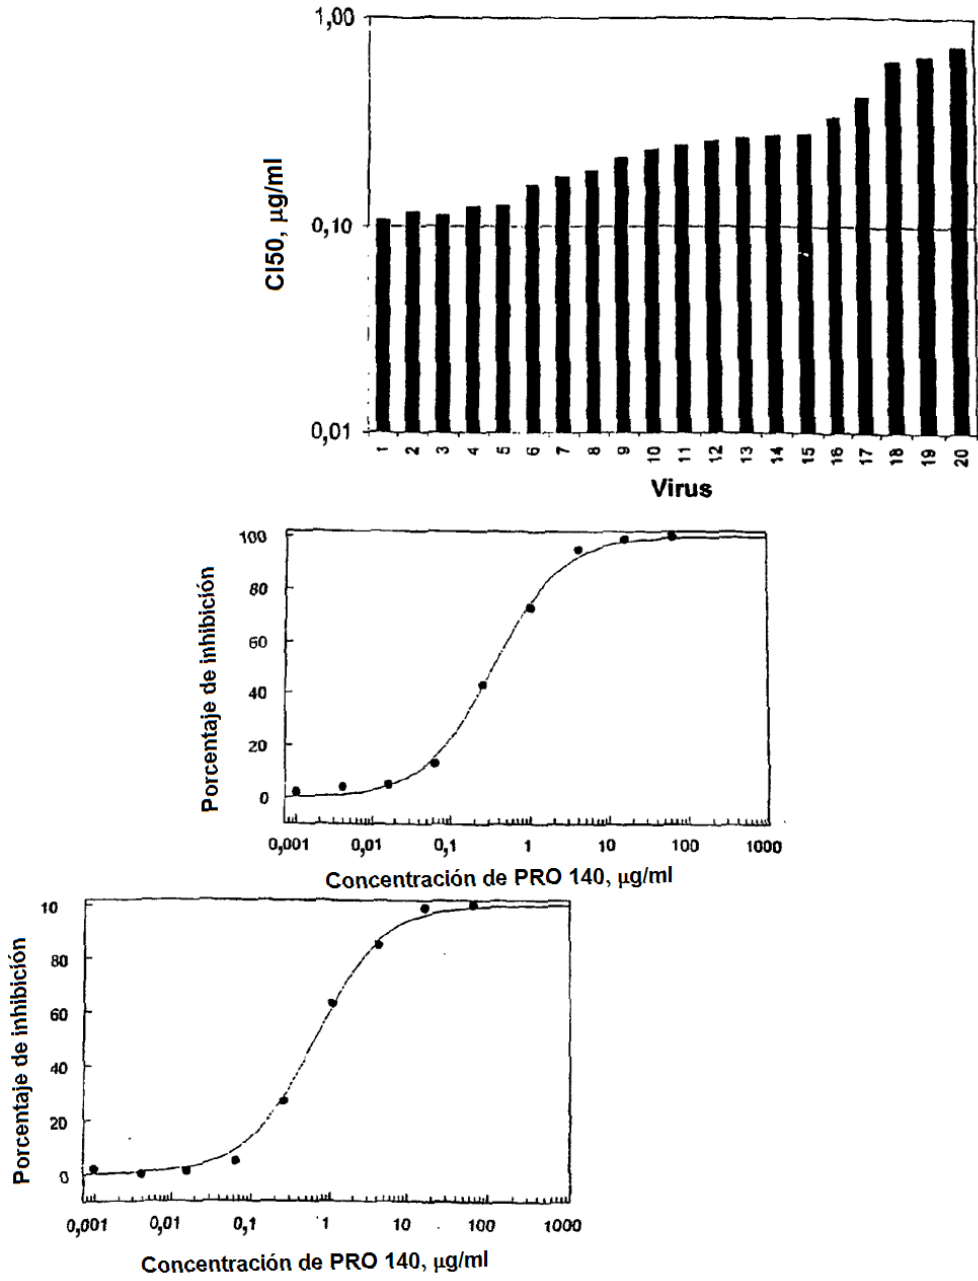 1,00
0,10
0,01
CI50, µg/ml
1 2 3 4 5 6 7 8 9 10 11 12 13 14 15 16 17 18 19 20
Virus
100
80
60
40
20
0
Porcentaje de inhibición
0,001 0,01 0,1 1 10 100 1000
Concentración de PRO 140, µg/ml
10
80
60
40
20
0
Porcentaje de inhibición
0,001 0,01 0,1 1 10 100 1000
Concentración de PRO 140, µg/ml